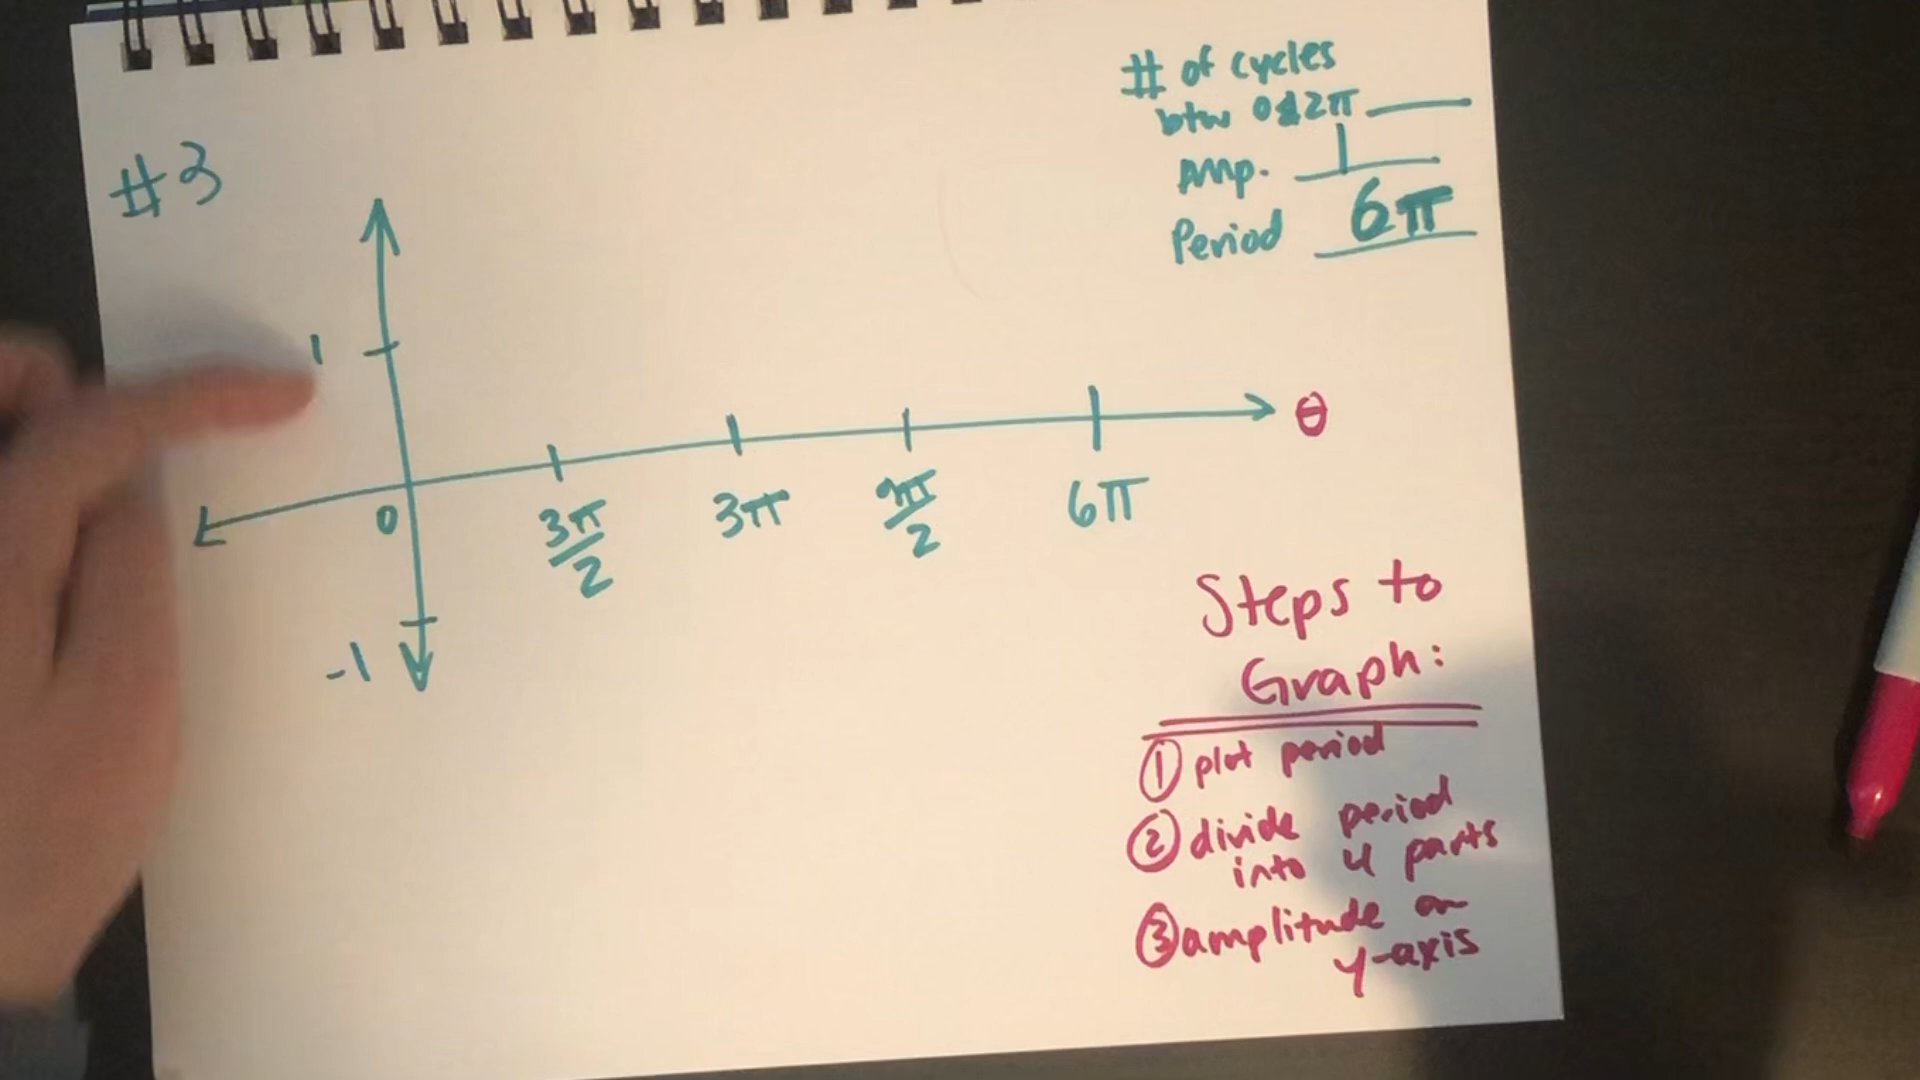 #3
# of cycles
btw 0&2π
Amp. 1
Period 6π
1
0
-1
3π/2
3π
9π/2
6π
θ
Steps to
Graph:
① plot period
② divide period
into 4 parts
③ amplitude on
y-axis